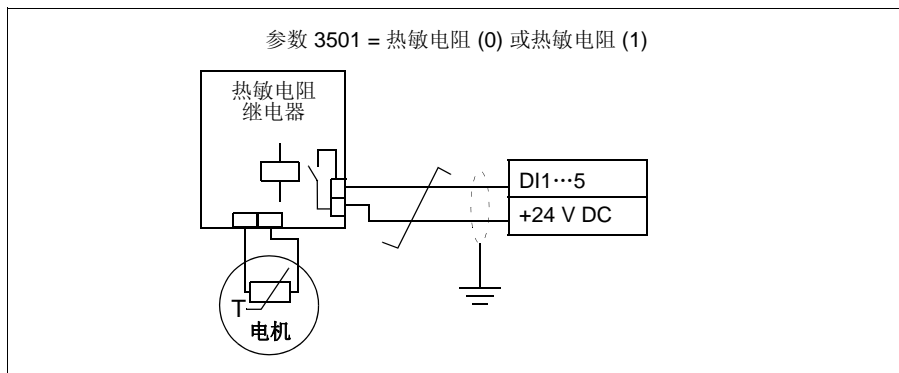 参数 3501 = 热敏电阻 (0) 或热敏电阻 (1)
热敏电阻
继电器
DI1…5
+24 V DC
T
电机